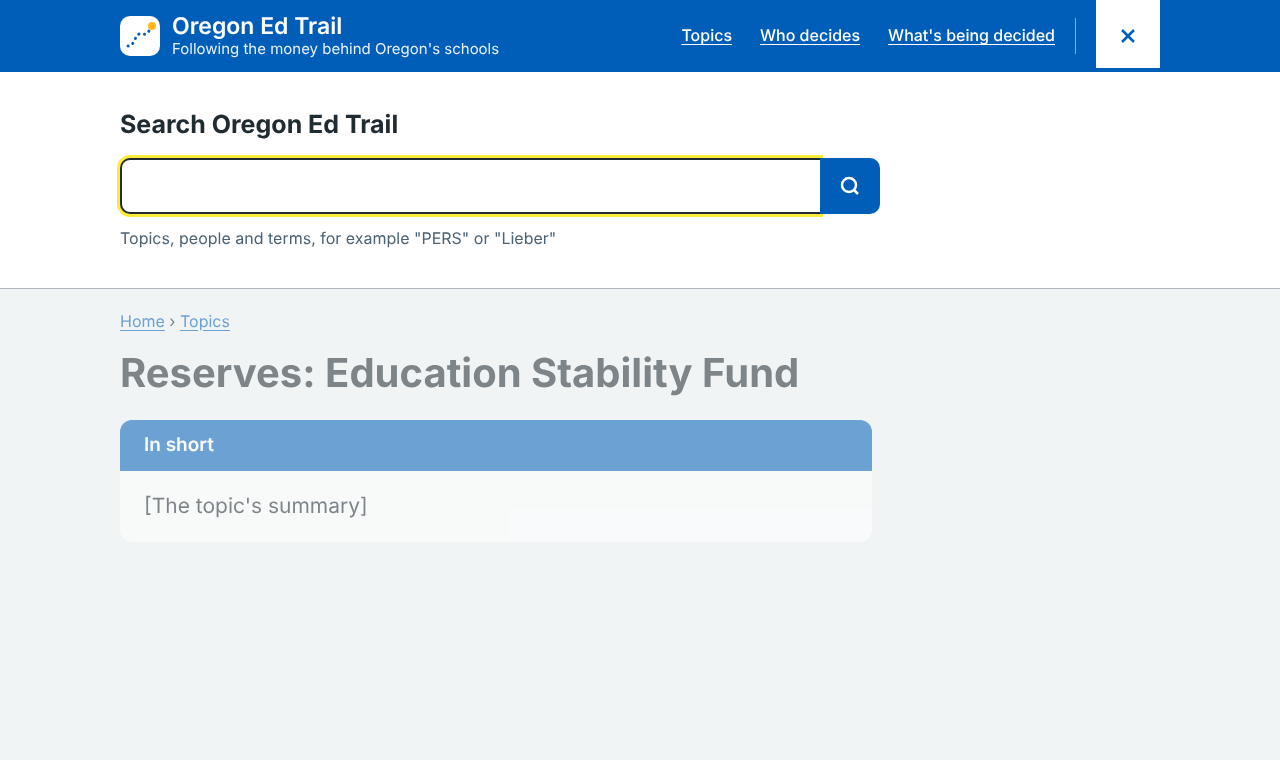 Oregon Ed Trail
Following the money behind Oregon's schools
Topics
Who decides
What's being decided
Search Oregon Ed Trail
Topics, people and terms, for example "PERS" or "Lieber"
Home › Topics
Reserves: Education Stability Fund
In short
[The topic's summary]